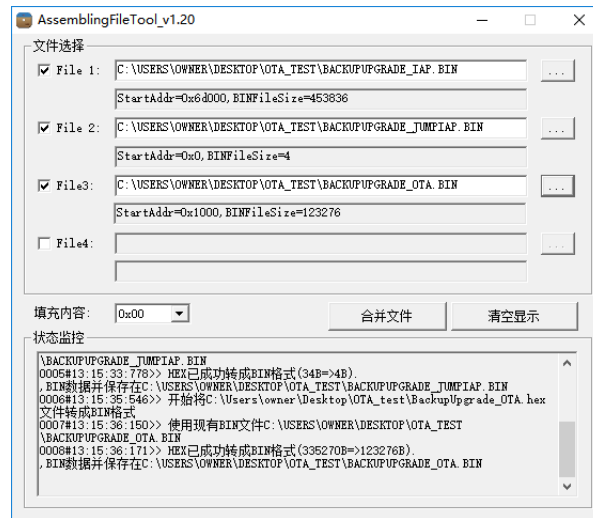 AssemblingFileTool_v1.20
文件选择
File 1: C:\USERS\OWNER\DESKTOP\OTA_TEST\BACKUPUPGRADE_IAP.BIN ...
StartAddr=0x6d000,BINFileSize=453836
File 2: C:\USERS\OWNER\DESKTOP\OTA_TEST\BACKUPUPGRADE_JUMPIAP.BIN ...
StartAddr=0x0,BINFileSize=4
File3: C:\USERS\OWNER\DESKTOP\OTA_TEST\BACKUPUPGRADE_OTA.BIN ...
StartAddr=0x1000,BINFileSize=123276
File4: ...
填充内容: 0x00 合并文件 清空显示
状态监控
\BACKUPUPGRADE_JUMPIAP.BIN
0005#13:15:33:778>> HEX已成功转成BIN格式(34B=>4B).
,BIN数据并保存在C:\USERS\OWNER\DESKTOP\OTA_TEST\BACKUPUPGRADE_JUMPIAP.BIN
0006#13:15:35:546>> 开始将C:\Users\owner\Desktop\OTA_test\BackupUpgrade_OTA.hex
文件转成BIN格式
0007#13:15:36:150>> 使用现有BIN文件C:\USERS\OWNER\DESKTOP\OTA_TEST
\BACKUPUPGRADE_OTA.BIN
0008#13:15:36:171>> HEX已成功转成BIN格式(335270B=>123276B).
,BIN数据并保存在C:\USERS\OWNER\DESKTOP\OTA_TEST\BACKUPUPGRADE_OTA.BIN